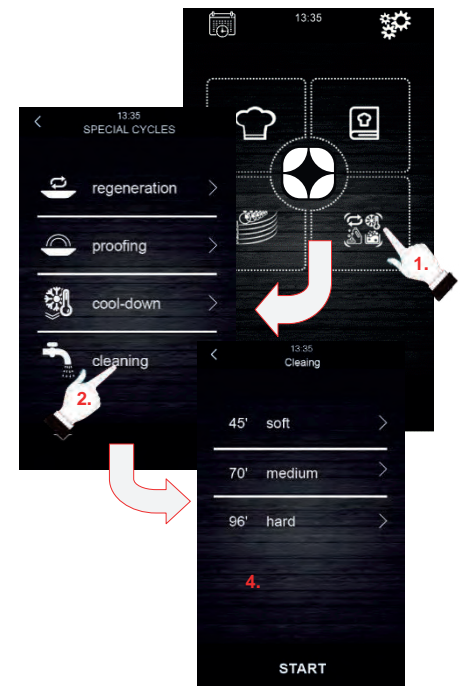 13:35
1.
13:35
SPECIAL CYCLES
regeneration
proofing
cool-down
cleaning
2.
13:35
Cleaing
45' soft
70' medium
96' hard
4.
START